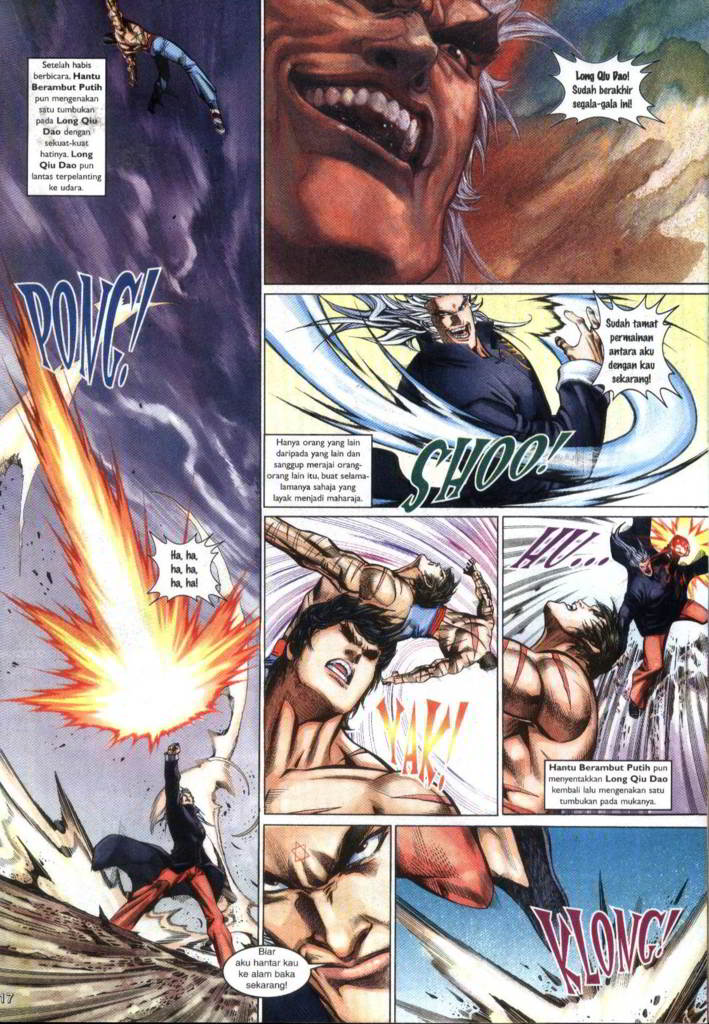 Setelah habis
berbicara, Hantu
Berambut Putih
pun mengenakan
satu tumbukan
pada Long Qiu
Dao dengan
sekuat-kuat
hatinya. Long
Qiu Dao pun
lantas terpelanting
ke udara.
PONG!
Ha, ha,
ha, ha,
ha, ha!
Long Qiu Dao!
Sudah berakhir
segala-gala ini!
Sudah tamat
permainan
antara aku
dengan kau
sekarang!
Hanya orang yang lain
daripada yang lain dan
sanggup merajai orang-
orang lain itu, buat selama-
lamanya sahaja yang
layak menjadi maharaja.
SHOO!
YAK!
HU...
Hantu Berambut Putih pun
menyentakkan Long Qiu Dao
kembali lalu mengenakan satu
tumbukan pada mukanya.
Biar
aku hantar kau
ke alam baka
sekarang!
KLONG!
17